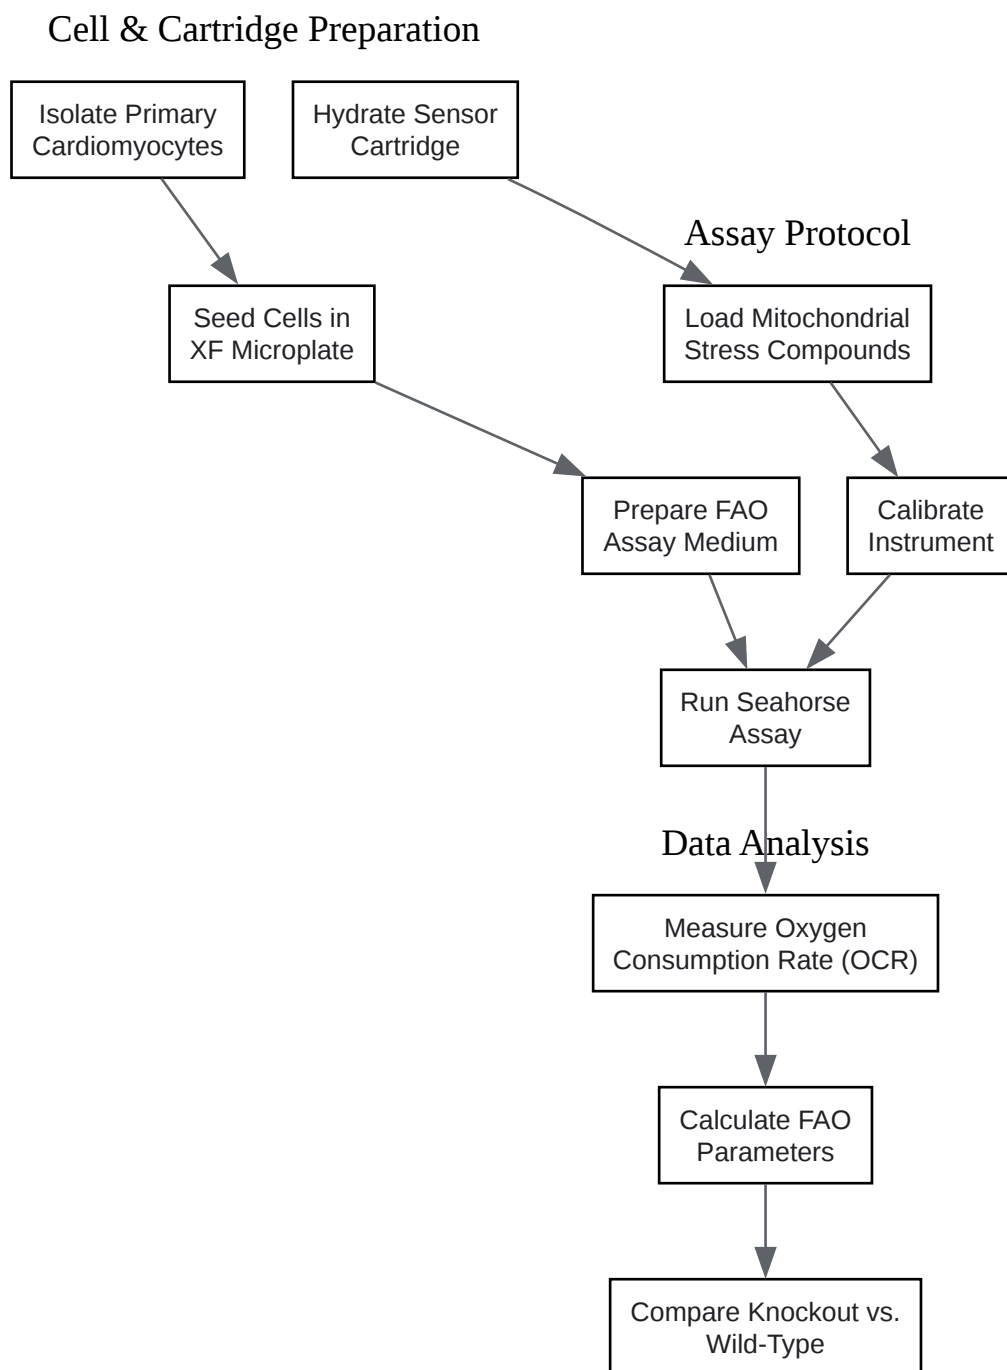 Cell & Cartridge Preparation
Isolate Primary
Cardiomyocytes
Hydrate Sensor
Cartridge
Assay Protocol
Seed Cells in
XF Microplate
Load Mitochondrial
Stress Compounds
Prepare FAO
Assay Medium
Calibrate
Instrument
Run Seahorse
Assay
Data Analysis
Measure Oxygen
Consumption Rate (OCR)
Calculate FAO
Parameters
Compare Knockout vs.
Wild-Type